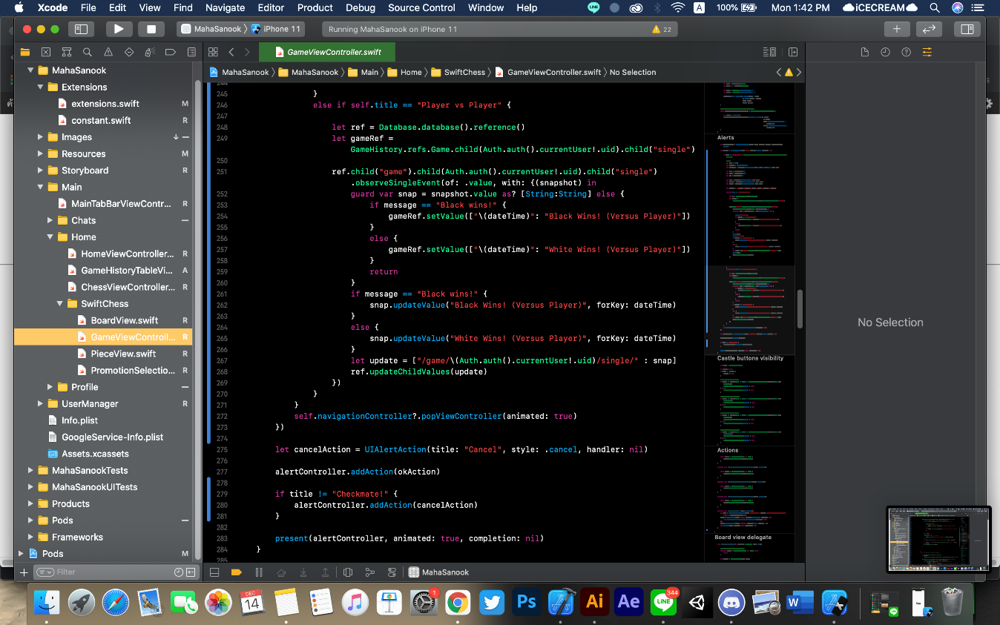 Xcode File Edit View Find Navigate Editor Product Debug Source Control Window Help LINE A 100% Mon 1:42 PM iCECREAM
MahaSanook iPhone 11 Running MahaSanook on iPhone 11 22
GameViewController.swift
MahaSanook MahaSanook Main Home SwiftChess GameViewController.swift No Selection
MahaSanook
Extensions
extensions.swift M
constant.swift R
Images
Resources M
Storyboard R
Main
MainTabBarViewContr... R
Chats
Home
HomeViewController... R
GameHistoryTableVi... A
ChessViewController... R
SwiftChess
BoardView.swift R
GameViewControll... R
PieceView.swift R
PromotionSelectio... R
Profile
UserManager R
Info.plist
GoogleService-Info.plist
Assets.xcassets
MahaSanookTests
MahaSanookUITests
Products
Pods
Frameworks
Pods M
Filter
244
245 }
246 else if self.title == "Player vs Player" {
247
248 let ref = Database.database().reference()
249 let gameRef =
GameHistory.refs.Game.child(Auth.auth().currentUser!.uid).child("single")
250
251 ref.child("game").child(Auth.auth().currentUser!.uid).child("single")
.observeSingleEvent(of: .value, with: {(snapshot) in
252 guard var snap = snapshot.value as? [String:String] else {
253 if message == "Black wins!" {
254 gameRef.setValue(["\(dateTime)": "Black Wins! (Versus Player)"])
255 }
256 else {
257 gameRef.setValue(["\(dateTime)": "White Wins! (Versus Player)"])
258 }
259 return
260 }
261 if message == "Black wins!" {
262 snap.updateValue("Black Wins! (Versus Player)", forKey: dateTime)
263 }
264 else {
265 snap.updateValue("White Wins! (Versus Player)", forKey: dateTime)
266 }
267 let update = ["/game/\(Auth.auth().currentUser!.uid)/single/" : snap]
268 ref.updateChildValues(update)
269 })
270 }
271 }
272 self.navigationController?.popViewController(animated: true)
273 })
274
275 let cancelAction = UIAlertAction(title: "Cancel", style: .cancel, handler: nil)
276
277 alertController.addAction(okAction)
278
279 if title != "Checkmate!" {
280 alertController.addAction(cancelAction)
281 }
282
283 present(alertController, animated: true, completion: nil)
284 }
285
MahaSanook
Alerts
Castle buttons visibility
Actions
Board view delegate
No Selection
DEC
14
1
Ps
Ai
Ae
LINE
344
W